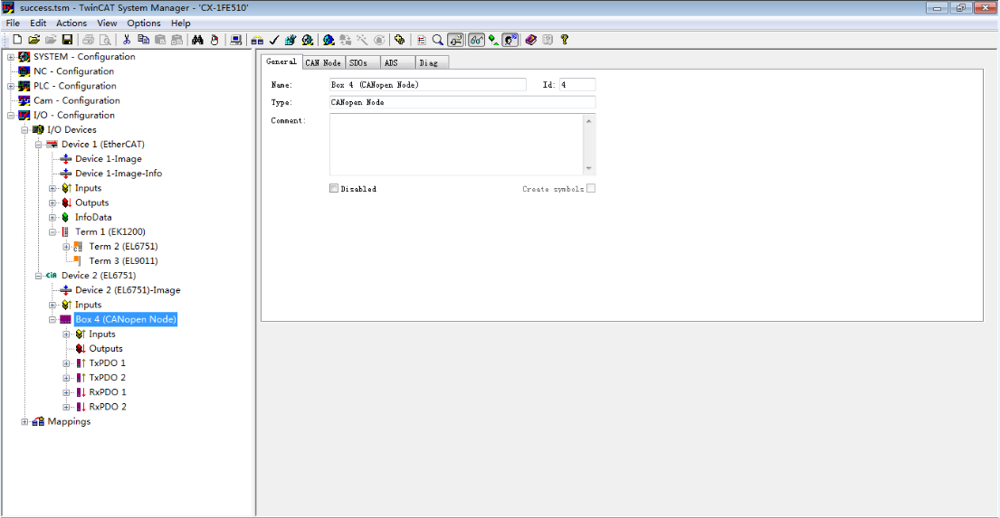 success.tsm - TwinCAT System Manager - 'CX-1FE510'
File Edit Actions View Options Help
SYSTEM - Configuration
NC - Configuration
PLC - Configuration
Cam - Configuration
I/O - Configuration
I/O Devices
Device 1 (EtherCAT)
Device 1-Image
Device 1-Image-Info
Inputs
Outputs
InfoData
Term 1 (EK1200)
Term 2 (EL6751)
Term 3 (EL9011)
Device 2 (EL6751)
Device 2 (EL6751)-Image
Inputs
Box 4 (CANopen Node)
Inputs
Outputs
TxPDO 1
TxPDO 2
RxPDO 1
RxPDO 2
Mappings
General CAN Node SDOs ADS Diag
Name: Box 4 (CANopen Node) Id: 4
Type: CANopen Node
Comment:
Disabled Create symbols